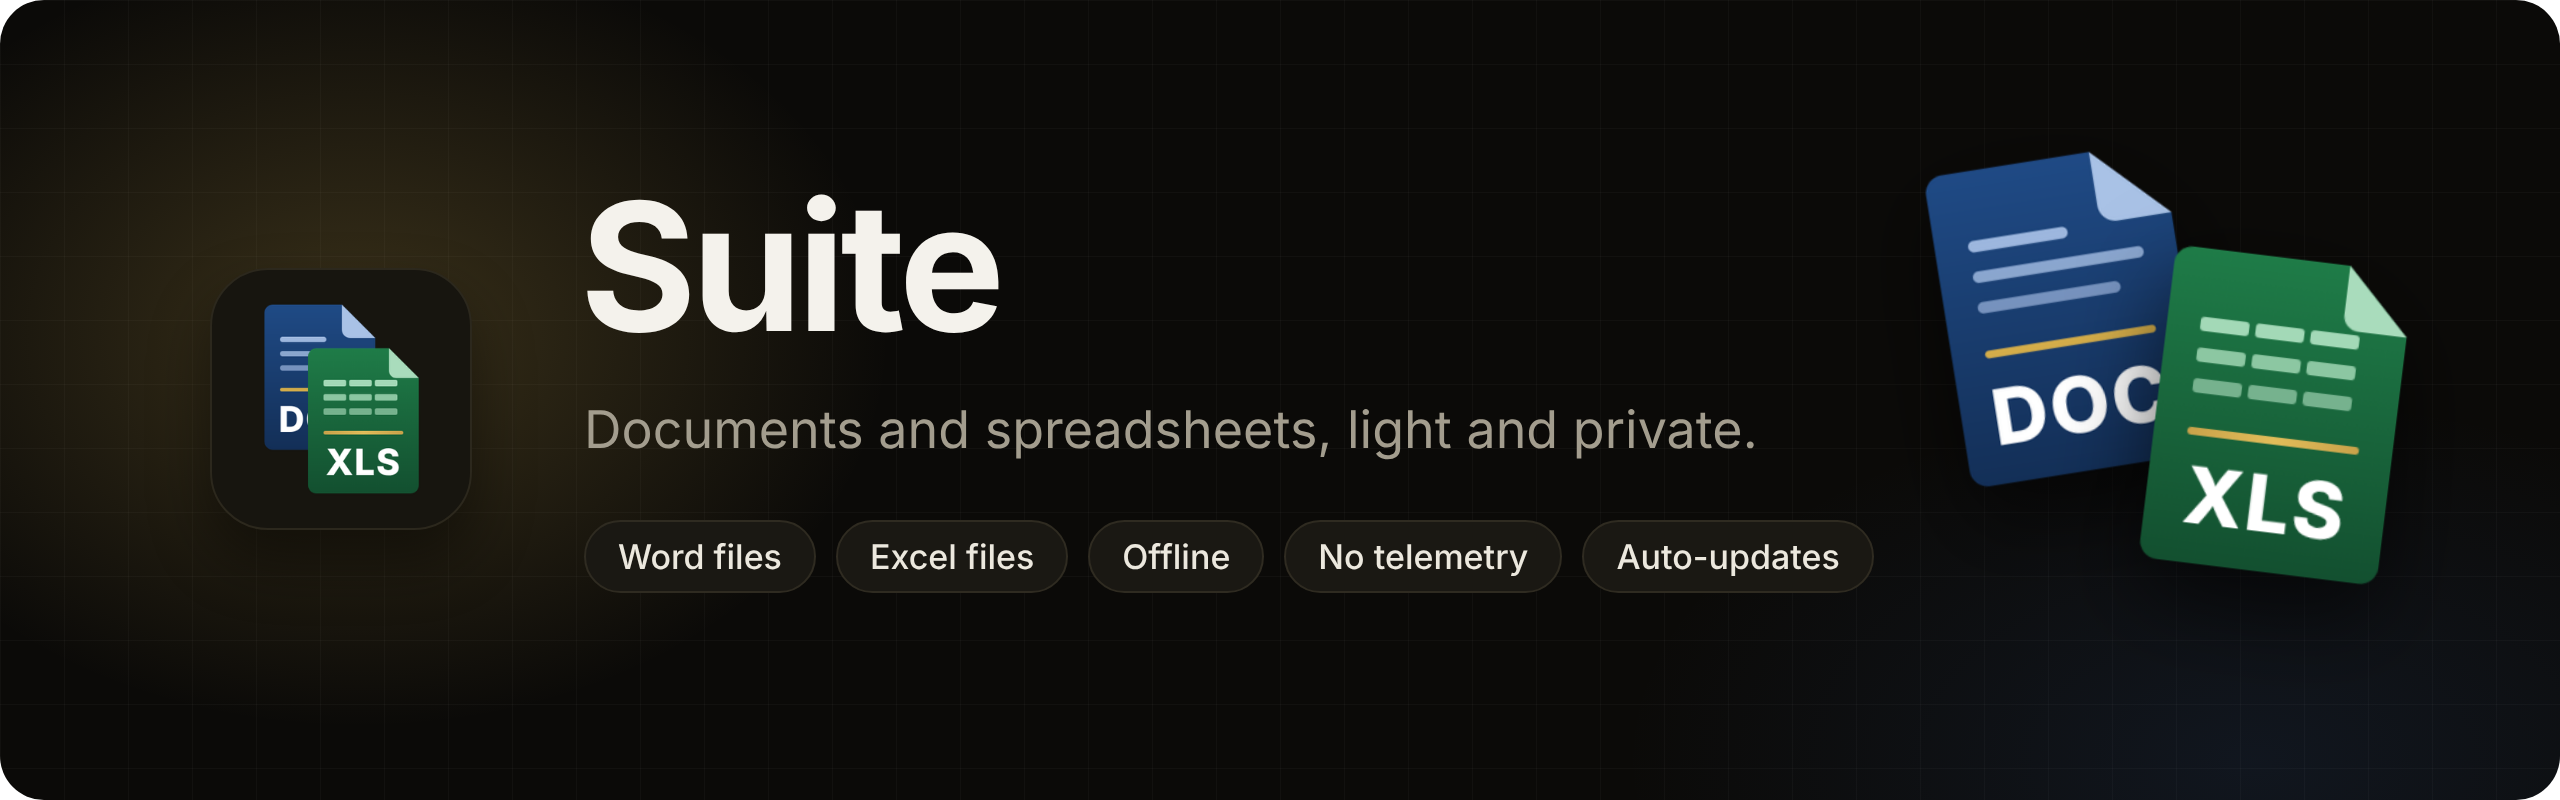 Suite
Documents and spreadsheets, light and private.
Word files
Excel files
Offline
No telemetry
Auto-updates
D
XLS
DOC
XLS